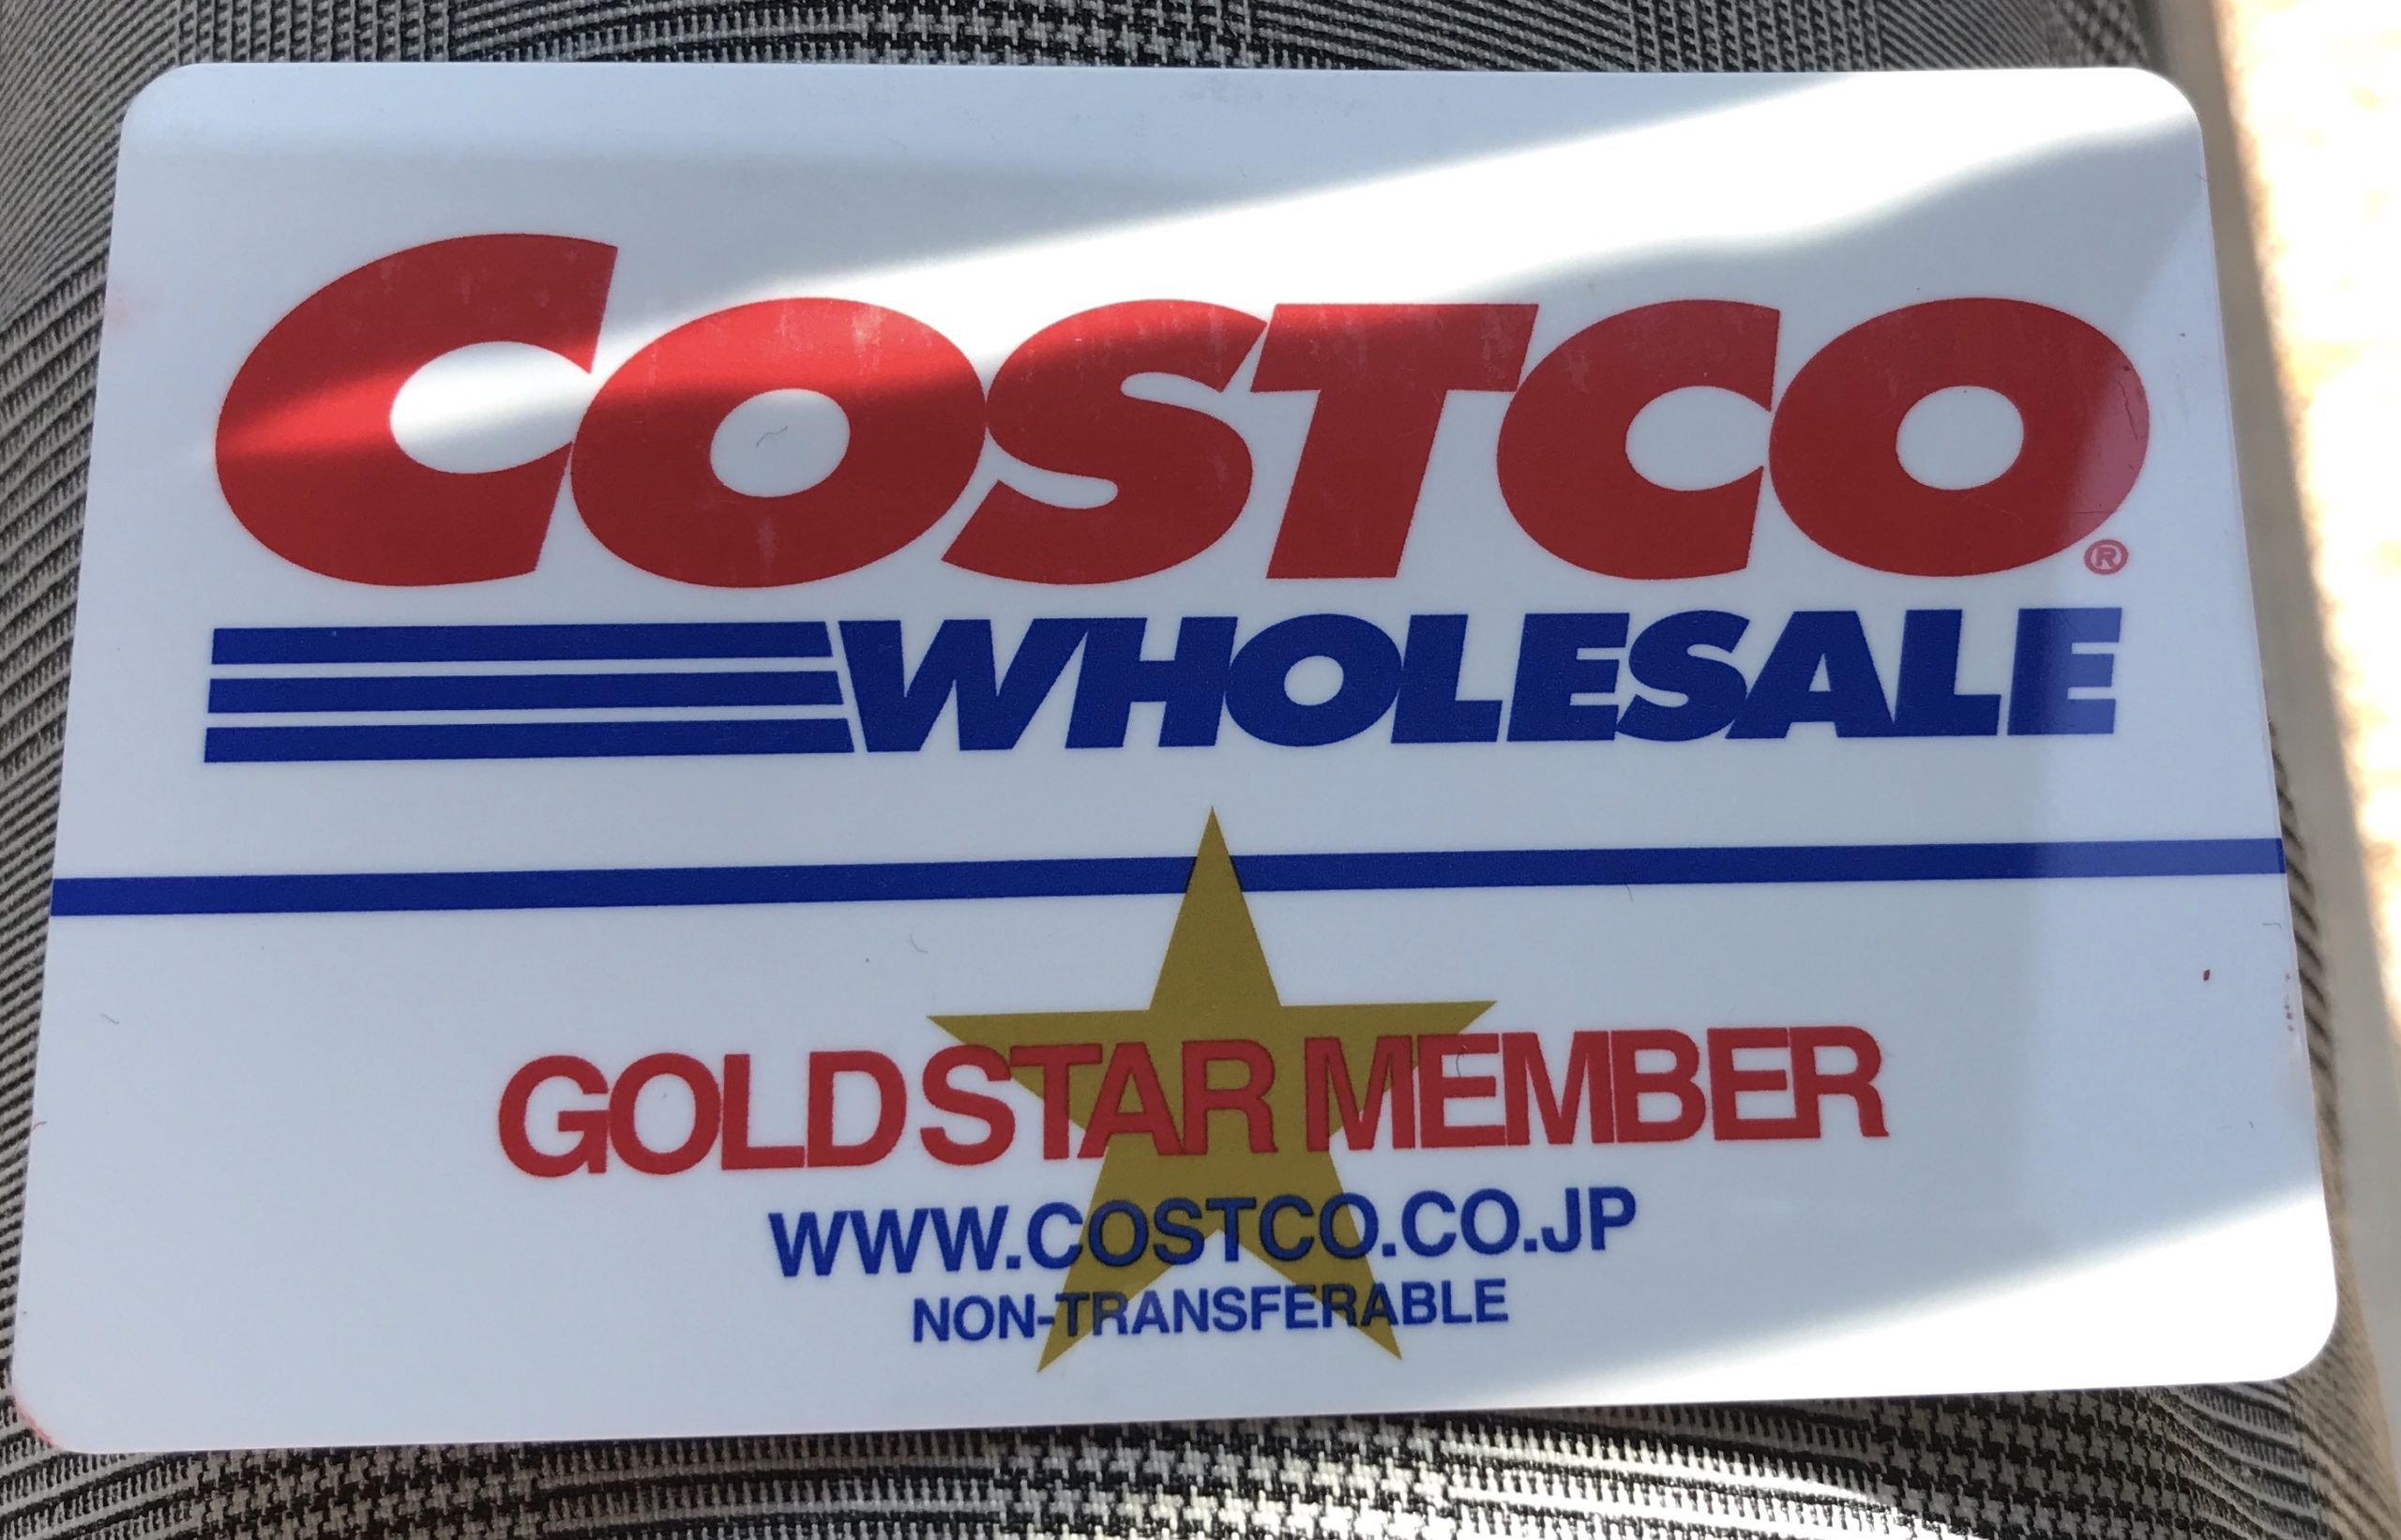 COSTCO®
WHOLESALE
GOLD STAR MEMBER
WWW.COSTCO.CO.JP
NON-TRANSFERABLE